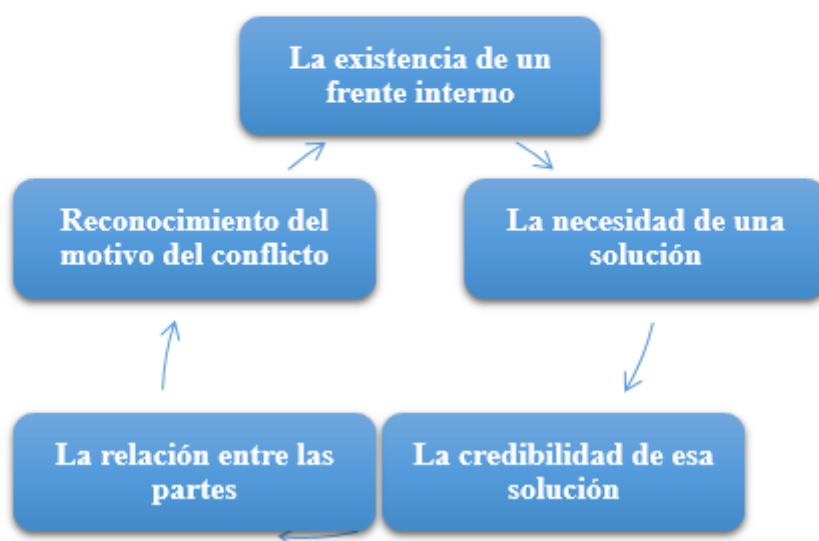 La existencia de un
frente interno
Reconocimiento del
motivo del conflicto
La necesidad de una
solución
La relación entre las
partes
La credibilidad de esa
solución